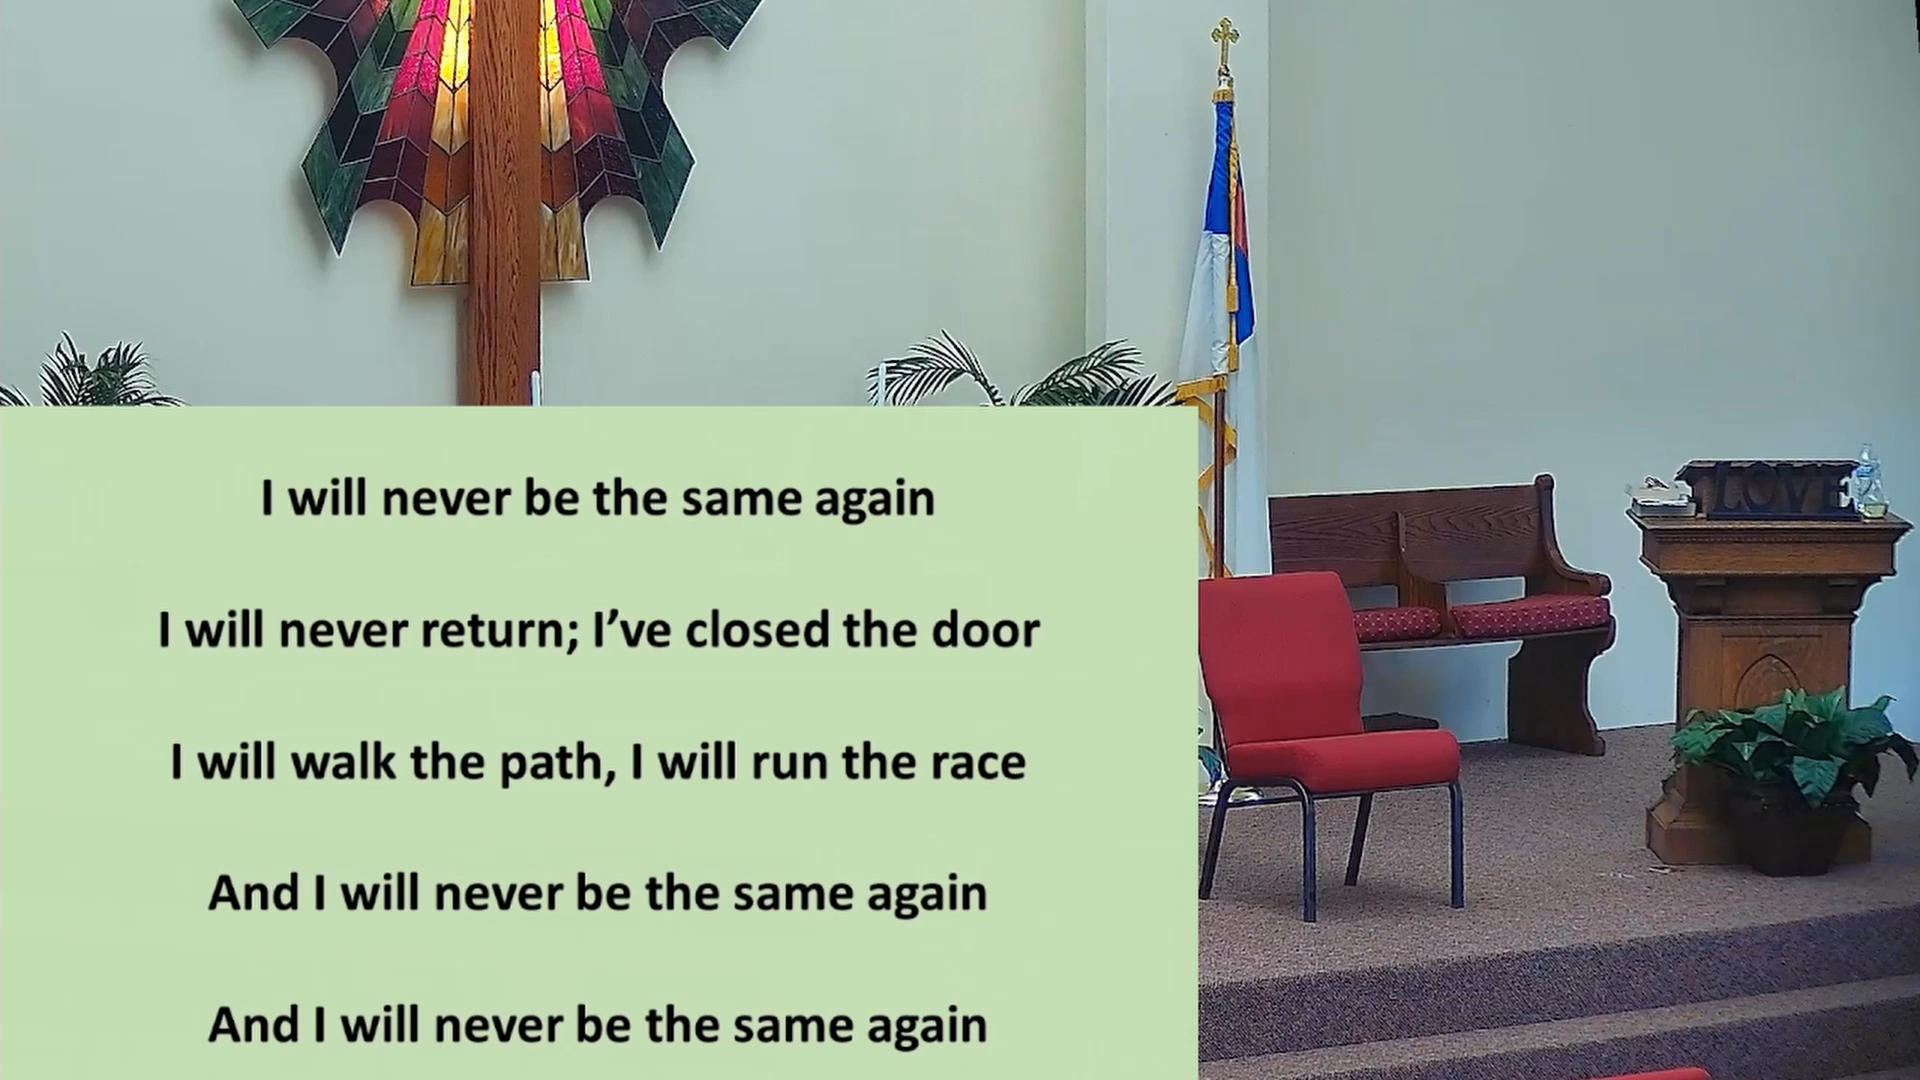 LOVE
I will never be the same again
I will never return; I’ve closed the door
I will walk the path, I will run the race
And I will never be the same again
And I will never be the same again